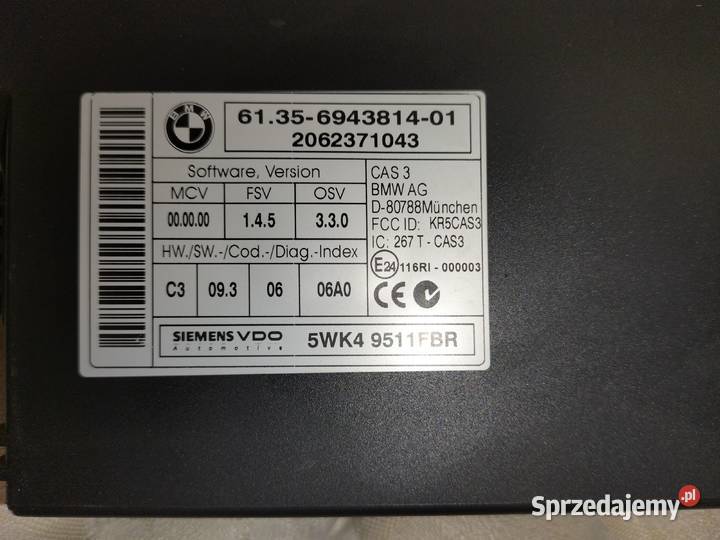 BMW
61.35-6943814-01
2062371043
Software, Version
MCV FSV OSV
00.00.00 1.4.5 3.3.0
HW./SW.-/Cod.-/Diag.-Index
C3 09.3 06 06A0
SIEMENS VDO
Automotive
5WK4 9511FBR
CAS 3
BMW AG
D-80788München
FCC ID: KR5CAS3
IC: 267 T - CAS3
E24 116RI - 000003
CE N
Sprzedajemy.pl